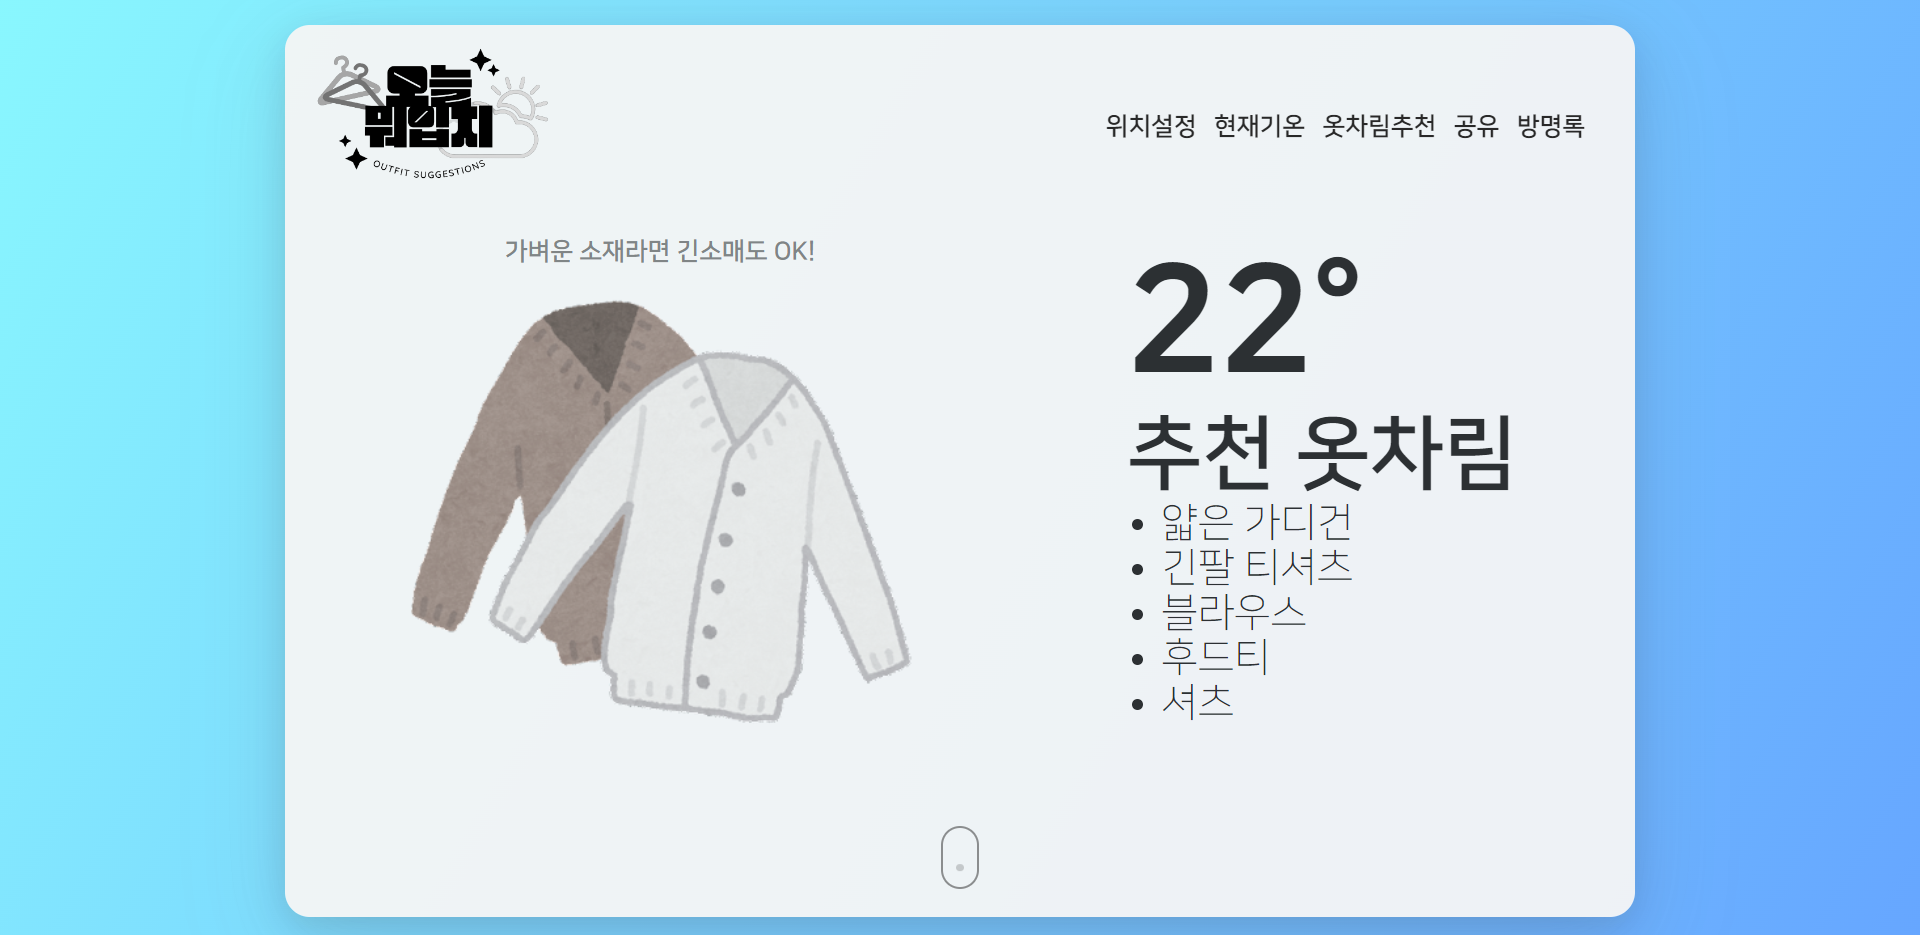 오늘
뭐입지
OUTFIT SUGGESTIONS
위치설정 현재기온 옷차림추천 공유 방명록
가벼운 소재라면 긴소매도 OK!
22°
추천 옷차림
• 얇은 가디건
• 긴팔 티셔츠
• 블라우스
• 후드티
• 셔츠